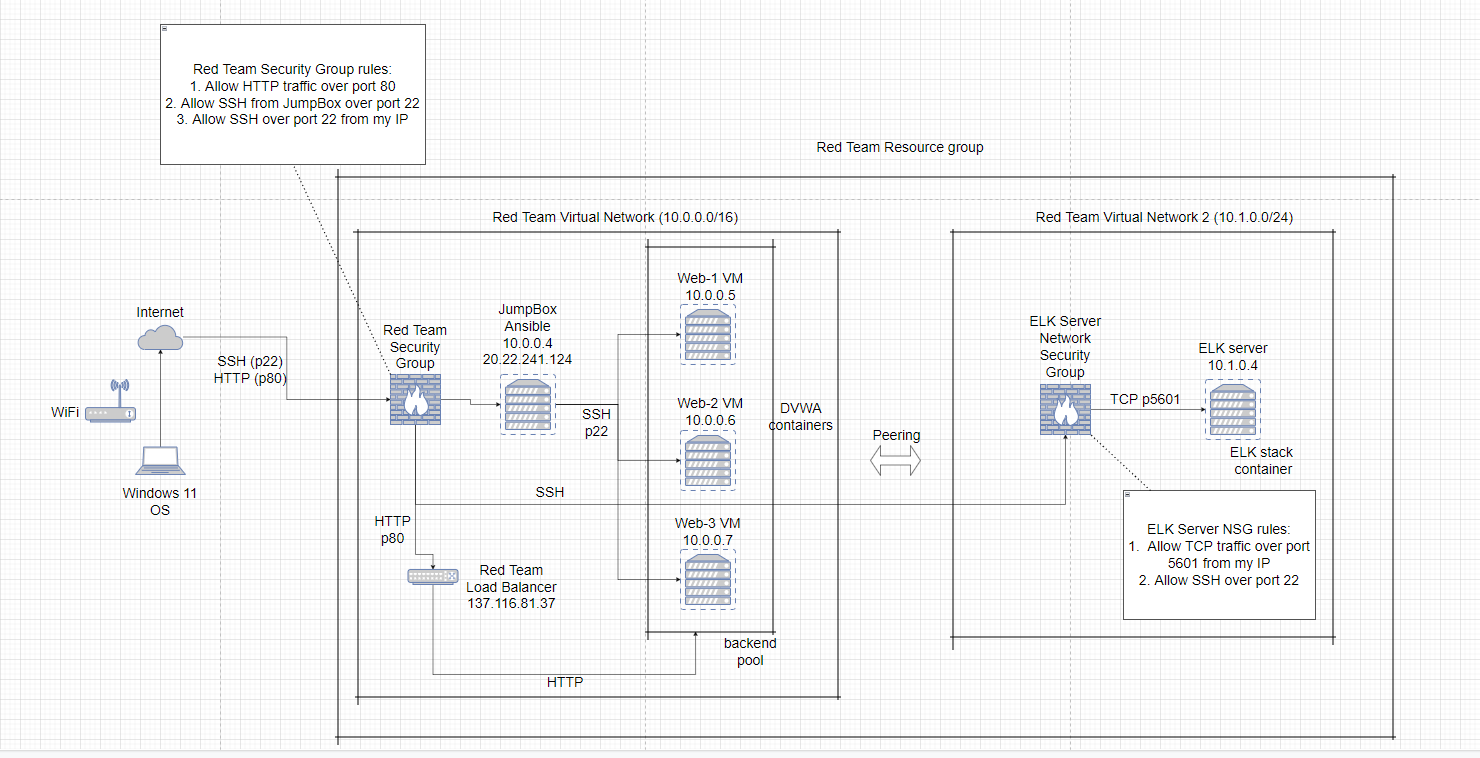 Red Team Security Group rules:
1. Allow HTTP traffic over port 80
2. Allow SSH from JumpBox over port 22
3. Allow SSH over port 22 from my IP
Red Team Resource group
Red Team Virtual Network (10.0.0.0/16)
Red Team Virtual Network 2 (10.1.0.0/24)
Internet
SSH (p22)
HTTP (p80)
WiFi
Windows 11
OS
Red Team
Security
Group
JumpBox
Ansible
10.0.0.4
20.22.241.124
SSH
p22
Web-1 VM
10.0.0.5
Web-2 VM
10.0.0.6
Web-3 VM
10.0.0.7
DVWA
containers
SSH
HTTP
p80
Red Team
Load Balancer
137.116.81.37
backend
pool
HTTP
Peering
ELK Server
Network
Security
Group
TCP p5601
ELK server
10.1.0.4
ELK stack
container
ELK Server NSG rules:
1. Allow TCP traffic over port
5601 from my IP
2. Allow SSH over port 22